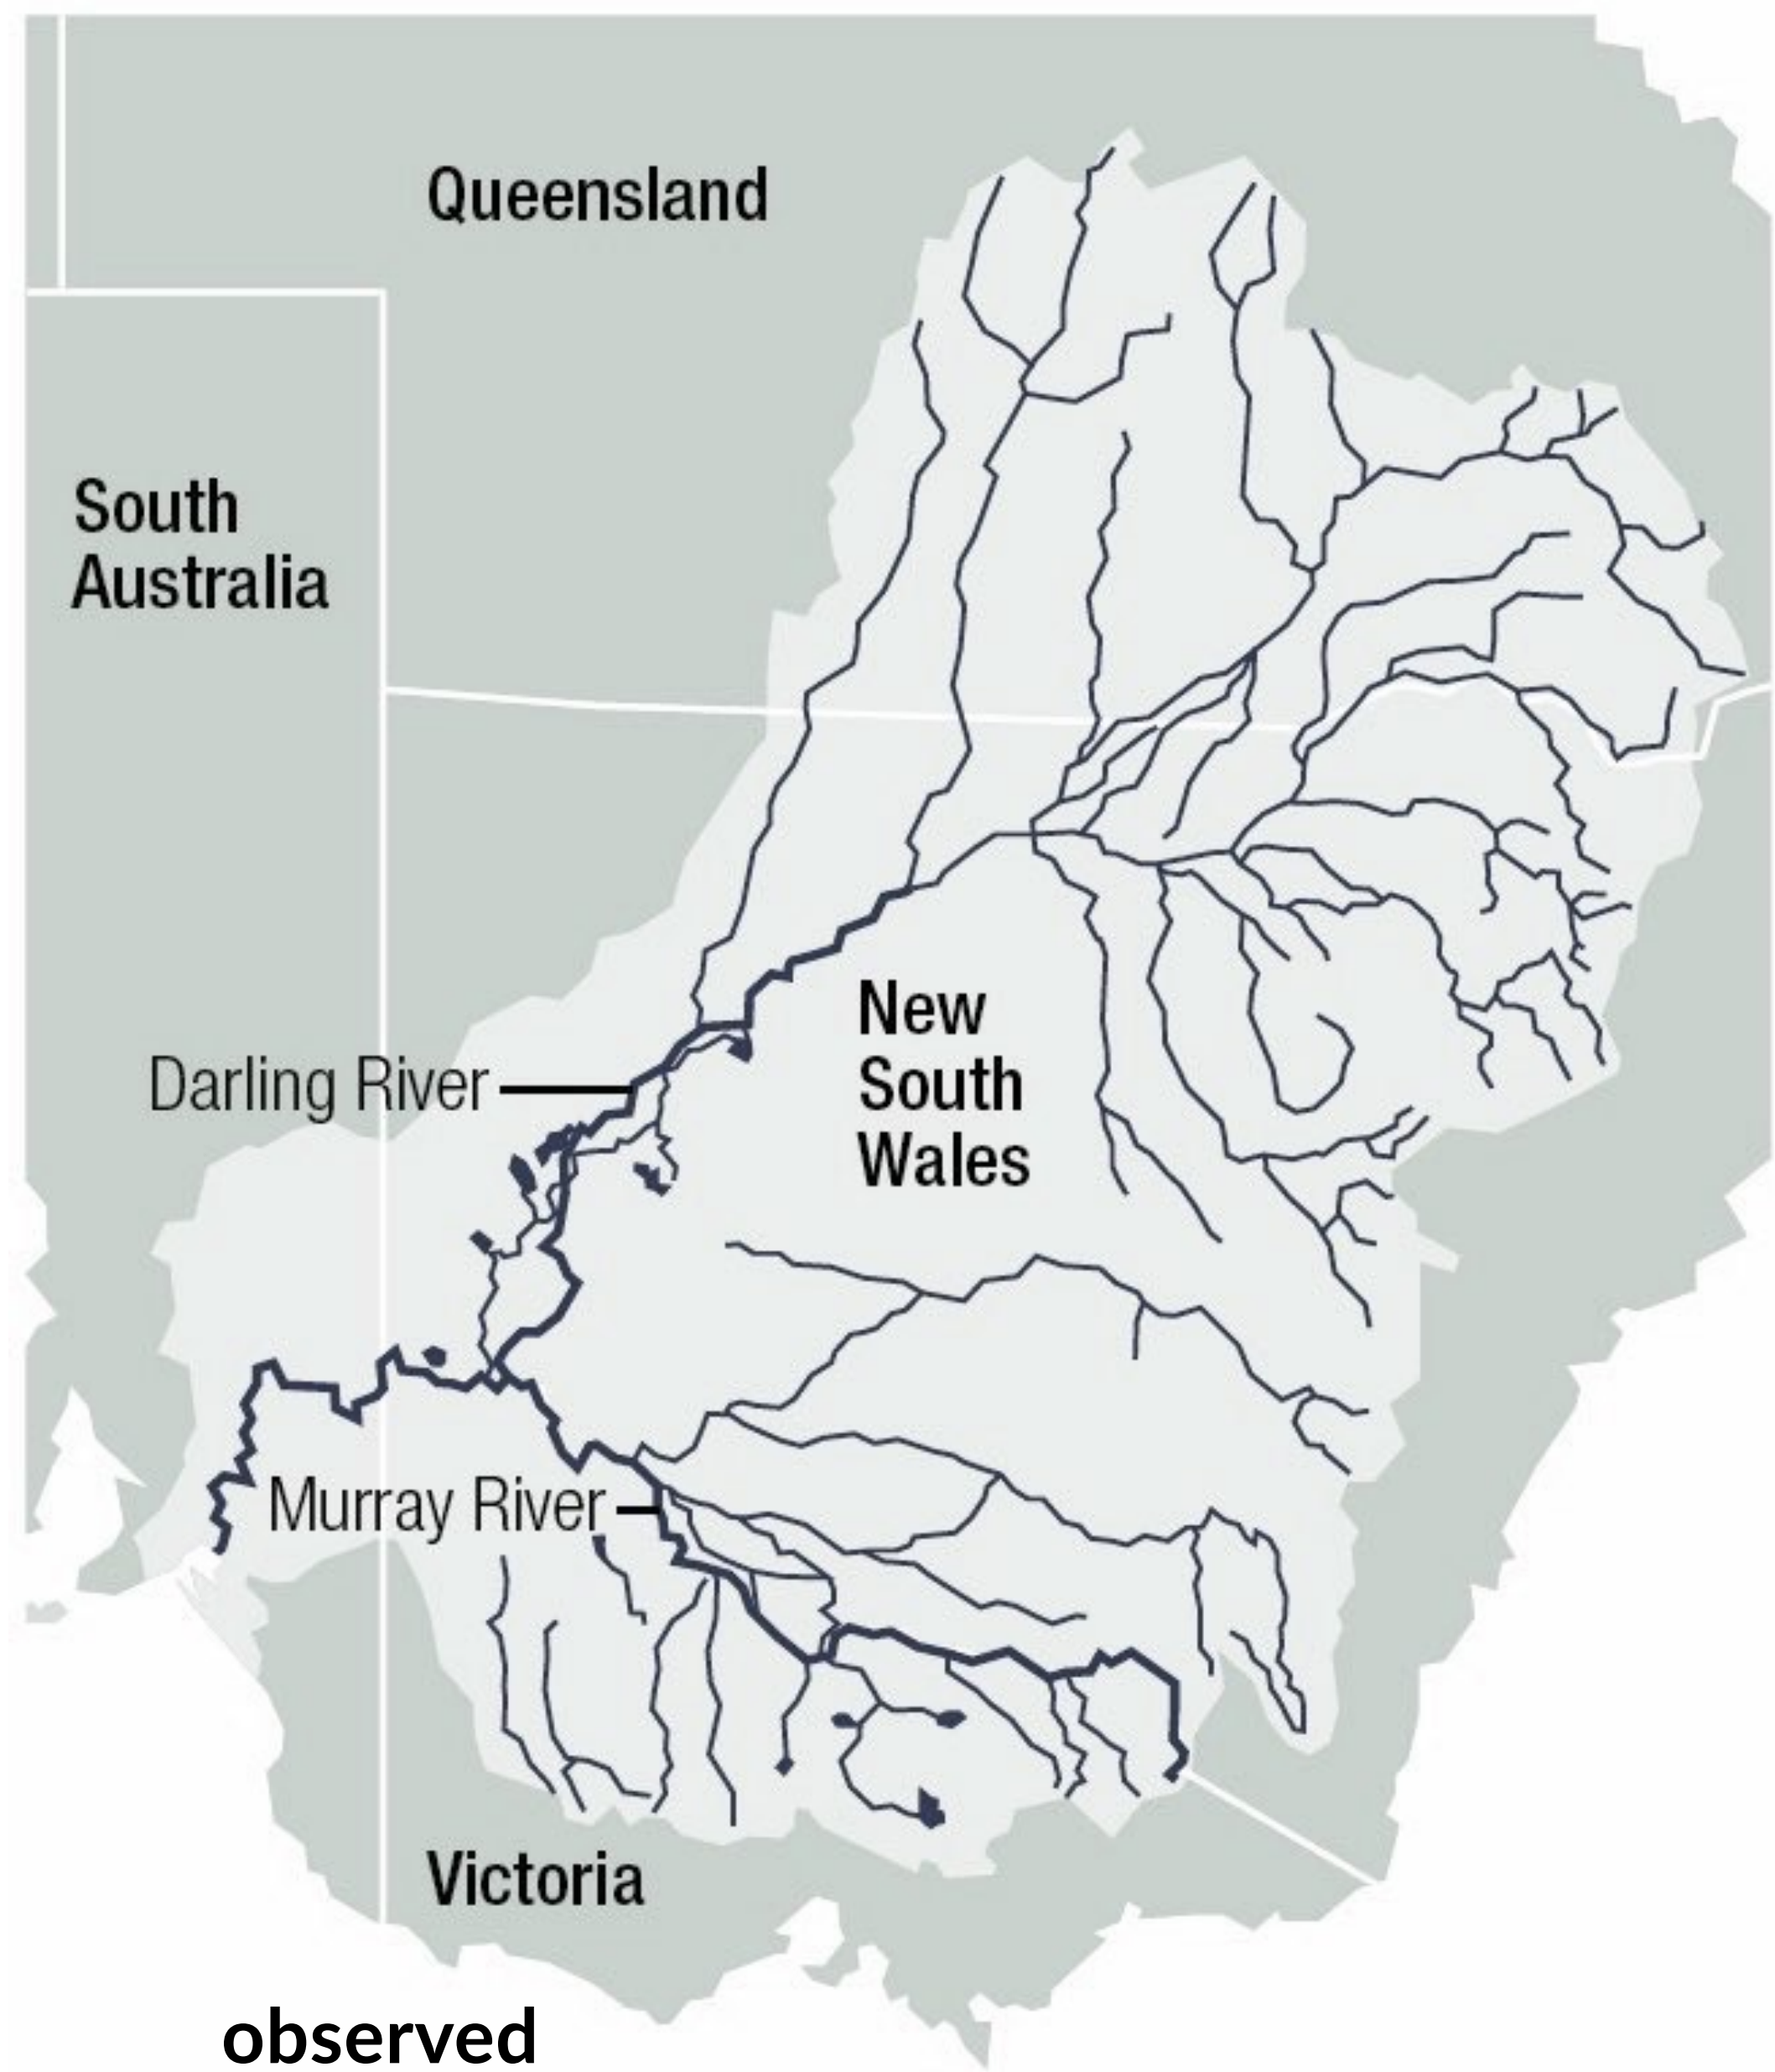 Queensland
South
Australia
New
South
Wales
Darling River
Murray River
Victoria
observed